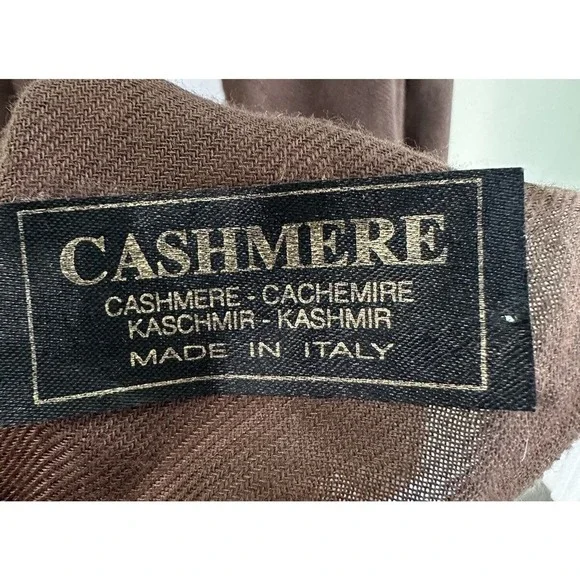 CASHMERE
CASHMERE - CACHEMIRE
KASCHMIR - KASHMIR
MADE IN ITALY